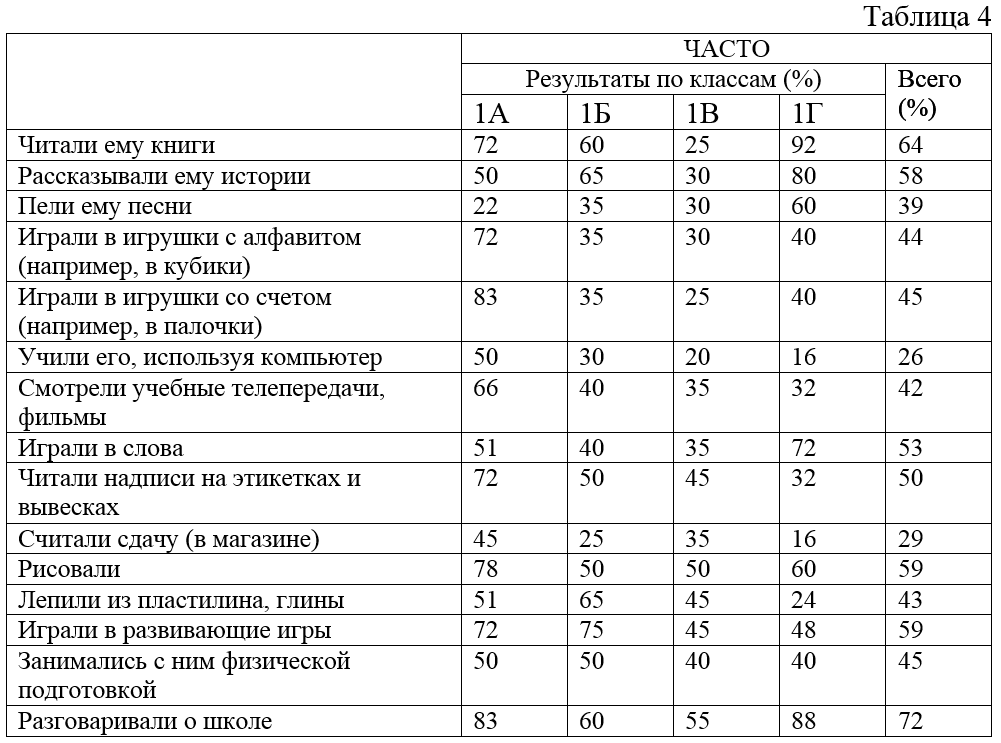 Таблица 4
ЧАСТО
Результаты по классам (%) Всего (%)
1А 1Б 1В 1Г
Читали ему книги 72 60 25 92 64
Рассказывали ему истории 50 65 30 80 58
Пели ему песни 22 35 30 60 39
Играли в игрушки с алфавитом 72 35 30 40 44
(например, в кубики)
Играли в игрушки со счетом 83 35 25 40 45
(например, в палочки)
Учили его, используя компьютер 50 30 20 16 26
Смотрели учебные телепередачи, 66 40 35 32 42
фильмы
Играли в слова 51 40 35 72 53
Читали надписи на этикетках и 72 50 45 32 50
вывесках
Считали сдачу (в магазине) 45 25 35 16 29
Рисовали 78 50 50 60 59
Лепили из пластилина, глины 51 65 45 24 43
Играли в развивающие игры 72 75 45 48 59
Занимались с ним физической 50 50 40 40 45
подготовкой
Разговаривали о школе 83 60 55 88 72